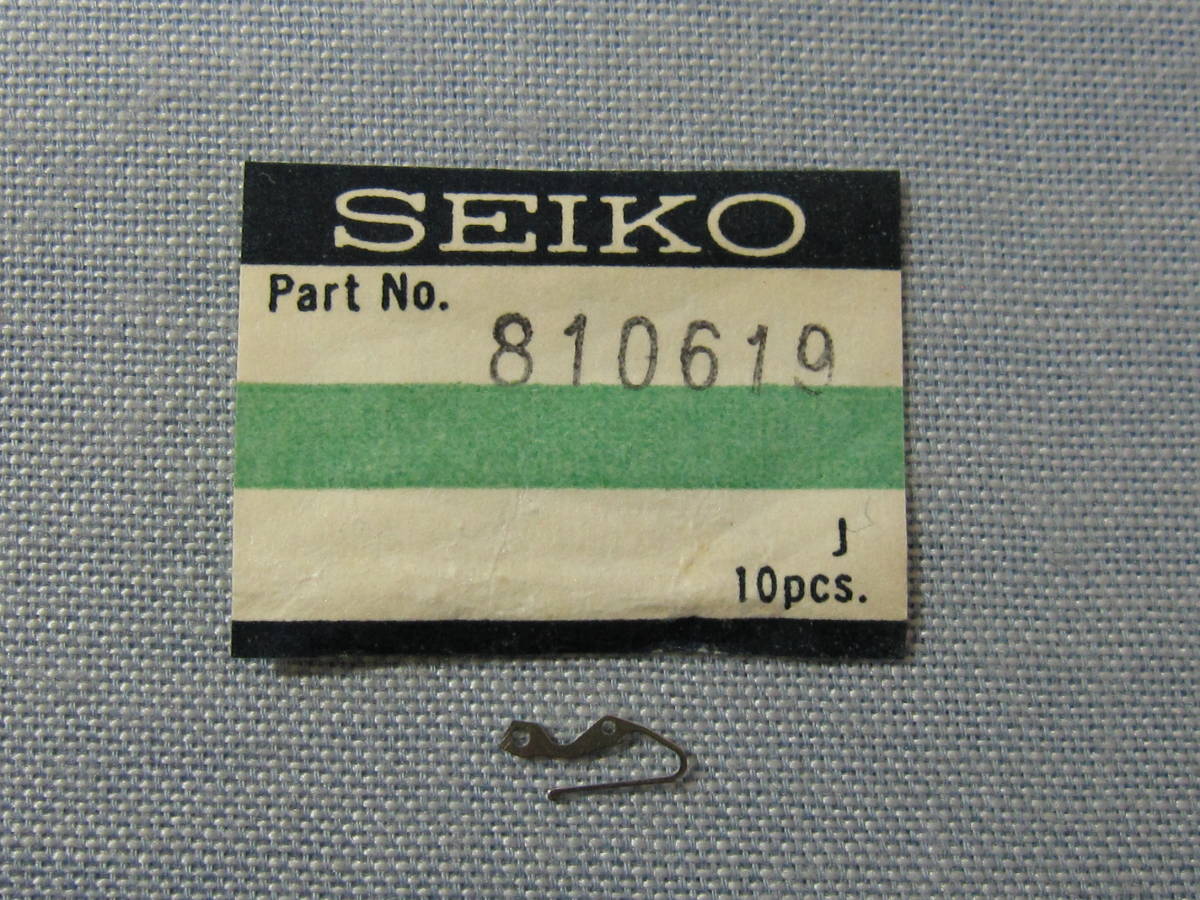 SEIKO
Part No.
810619
J
10pcs.